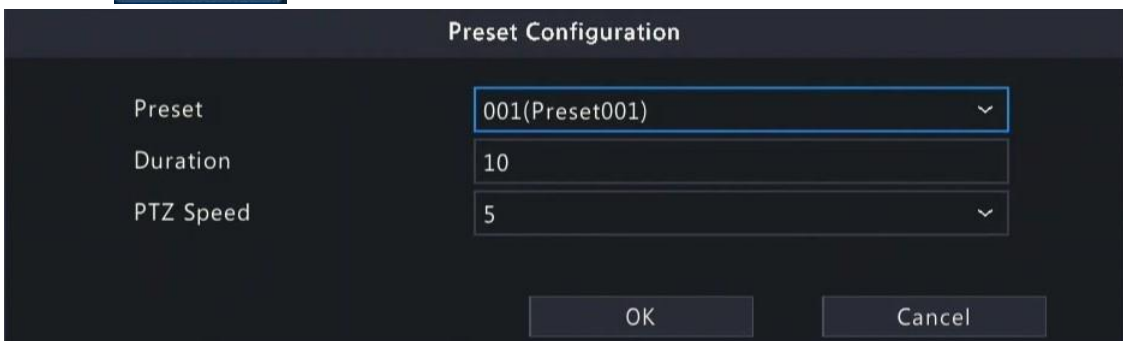 Preset Configuration
Preset 001(Preset001)
Duration 10
PTZ Speed 5
OK Cancel